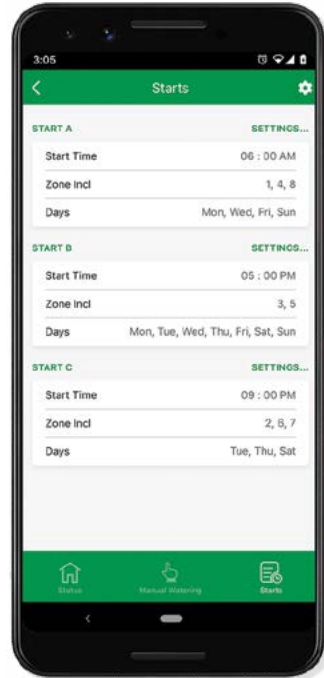 3:05
Starts
START A SETTINGS...
Start Time 06 : 00 AM
Zone Incl 1, 4, 8
Days Mon, Wed, Fri, Sun
START B SETTINGS...
Start Time 05 : 00 PM
Zone Incl 3, 5
Days Mon, Tue, Wed, Thu, Fri, Sat, Sun
START C SETTINGS...
Start Time 09 : 00 PM
Zone Incl 2, 6, 7
Days Tue, Thu, Sat
Status Manual Watering Starts